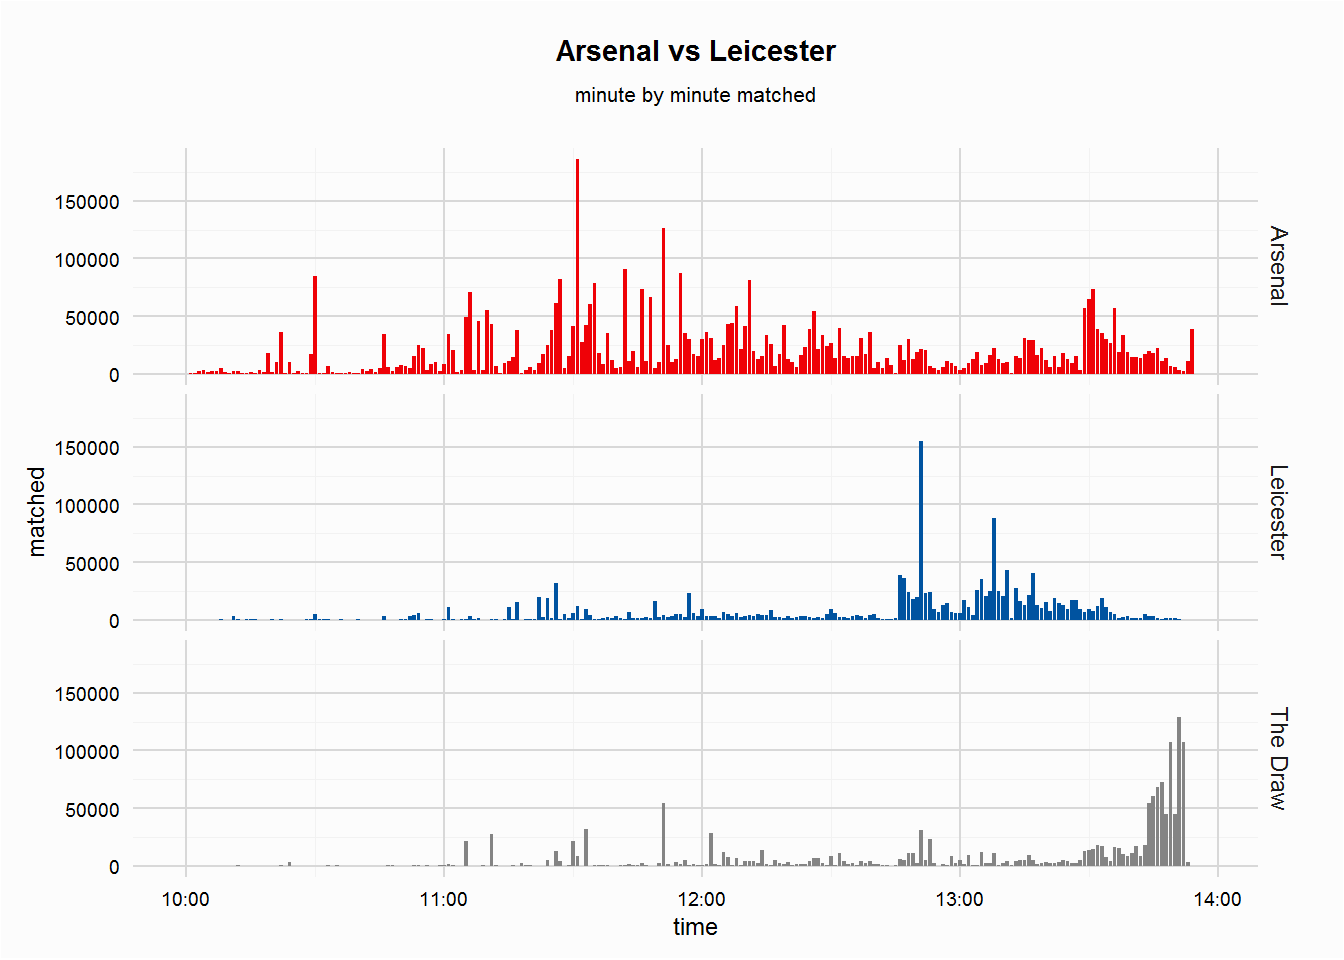 Arsenal vs Leicester
minute by minute matched
150000
100000
50000
0
Arsenal
150000
100000
50000
0
Leicester
matched
150000
100000
50000
0
The Draw
10:00 11:00 12:00 13:00 14:00
time